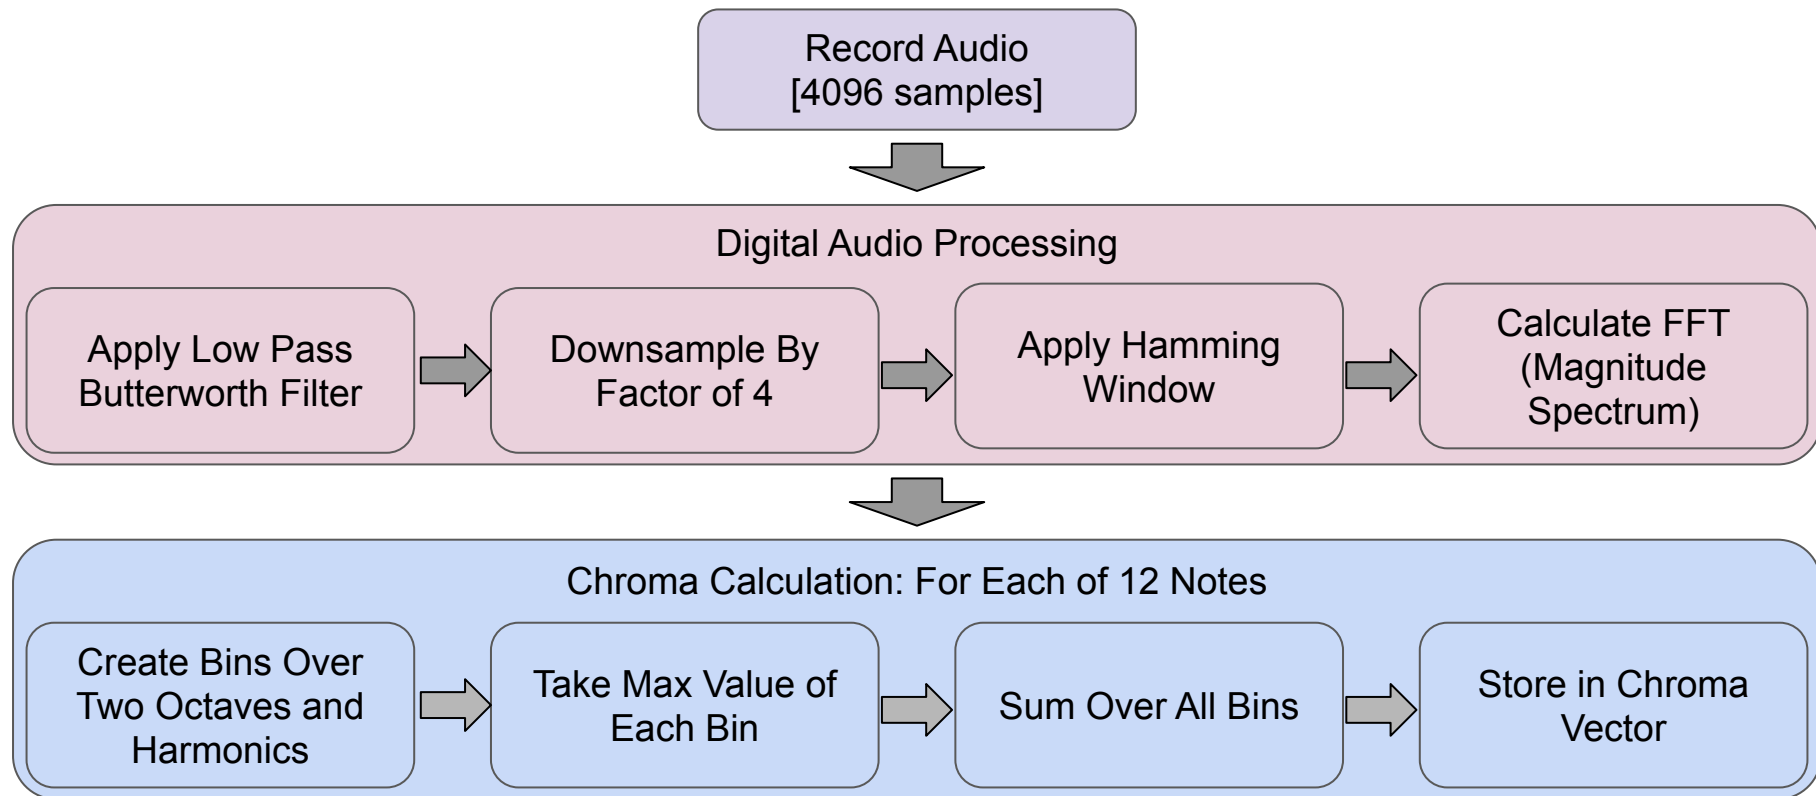 Record Audio
[4096 samples]
Digital Audio Processing
Apply Low Pass
Butterworth Filter
Downsample By
Factor of 4
Apply Hamming
Window
Calculate FFT
(Magnitude
Spectrum)
Chroma Calculation: For Each of 12 Notes
Create Bins Over
Two Octaves and
Harmonics
Take Max Value of
Each Bin
Sum Over All Bins
Store in Chroma
Vector